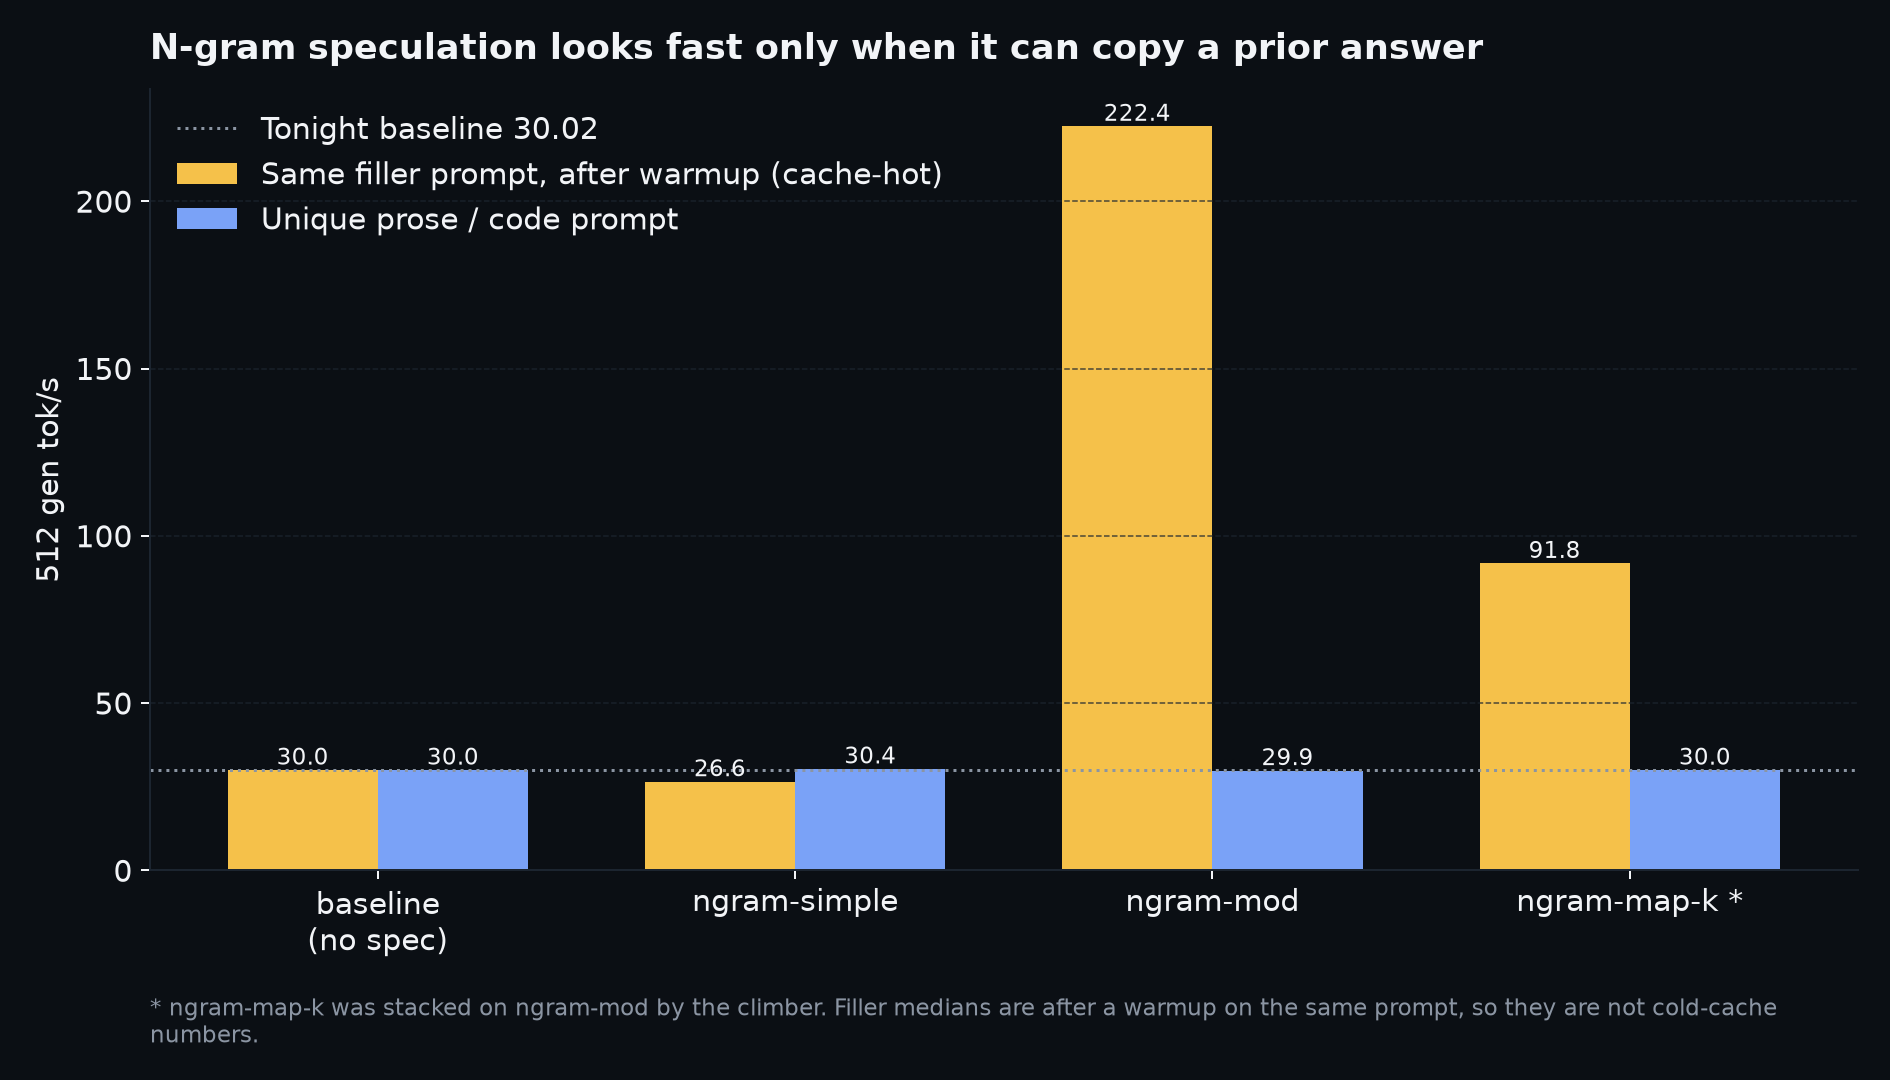 N-gram speculation looks fast only when it can copy a prior answer
Tonight baseline 30.02
Same filler prompt, after warmup (cache-hot)
Unique prose / code prompt
512 gen tok/s
200
150
100
50
0
30.0
30.0
26.6
30.4
222.4
29.9
91.8
30.0
baseline
(no spec)
ngram-simple
ngram-mod
ngram-map-k *
* ngram-map-k was stacked on ngram-mod by the climber. Filler medians are after a warmup on the same prompt, so they are not cold-cache
numbers.